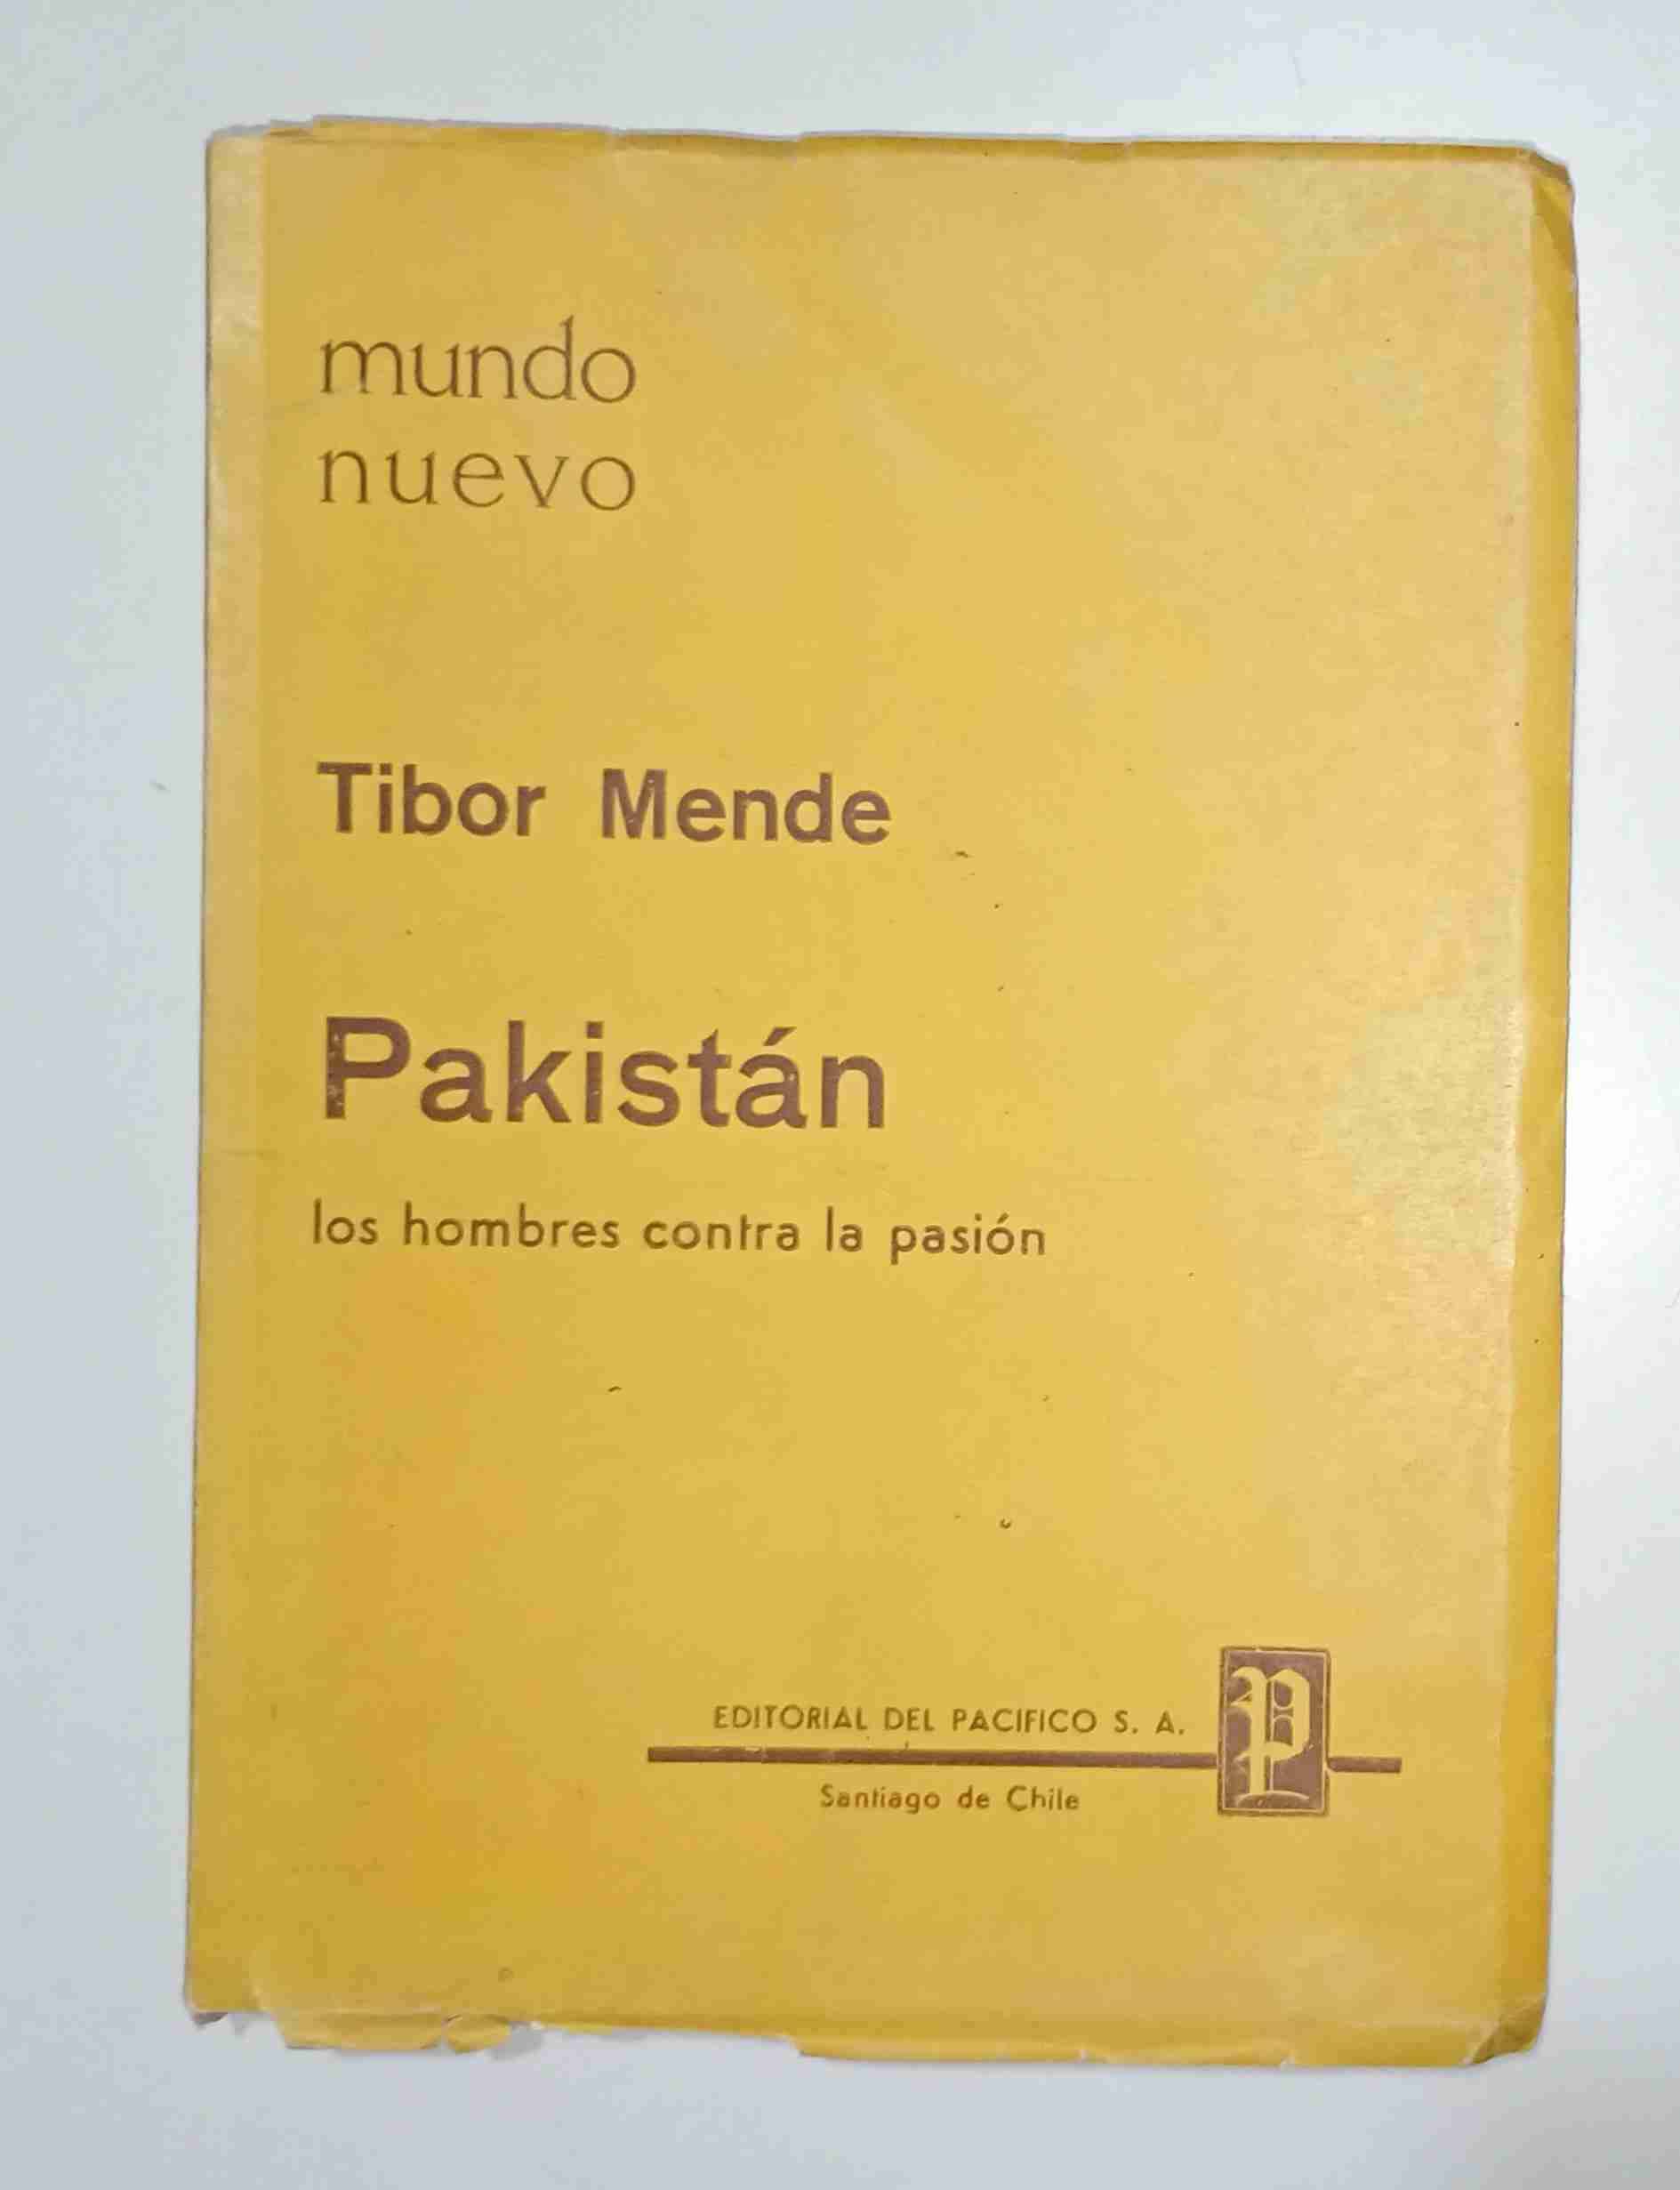 mundo
nuevo
Tibor Mende
Pakistán
los hombres contra la pasión
EDITORIAL DEL PACIFICO S. A.
P
Santiago de Chile